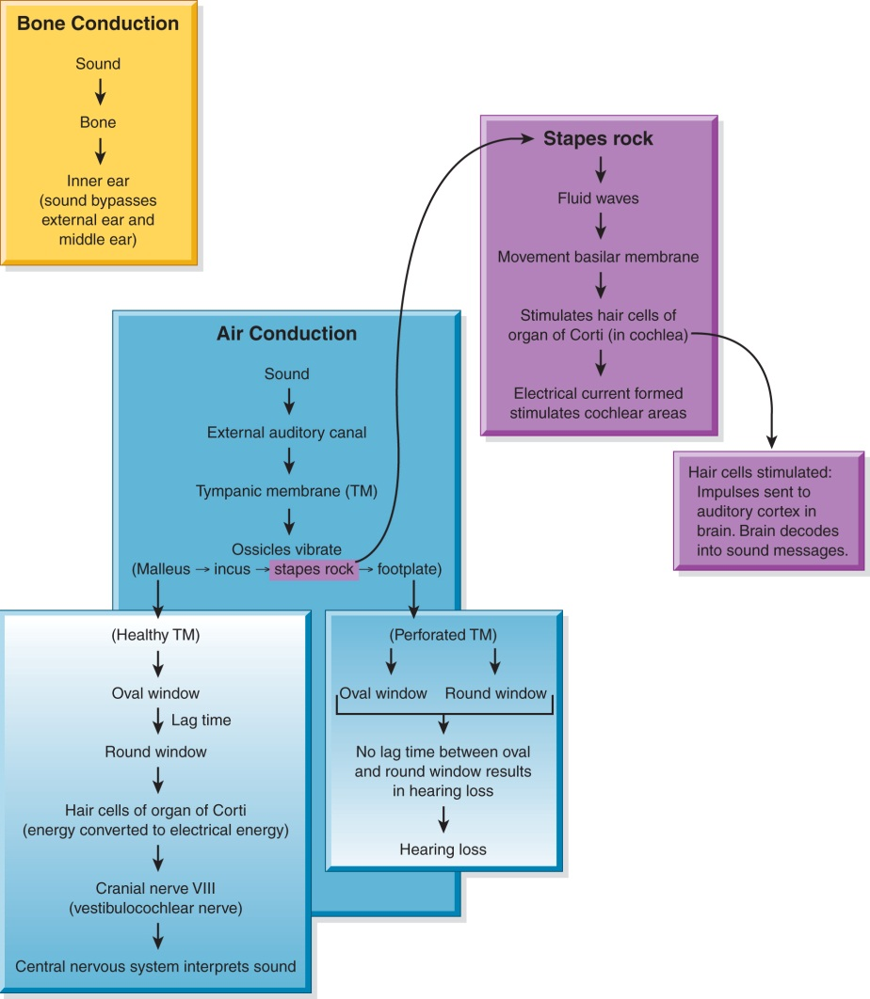 Bone Conduction
Sound
Bone
Inner ear
(sound bypasses
external ear and
middle ear)
Stapes rock
Fluid waves
Movement basilar membrane
Stimulates hair cells of
organ of Corti (in cochlea)
Electrical current formed
stimulates cochlear areas
Hair cells stimulated:
Impulses sent to
auditory cortex in
brain. Brain decodes
into sound messages.
Air Conduction
Sound
External auditory canal
Tympanic membrane (TM)
Ossicles vibrate
(Malleus → incus → stapes rock → footplate)
(Healthy TM)
Oval window
Lag time
Round window
Hair cells of organ of Corti
(energy converted to electrical energy)
Cranial nerve VIII
(vestibulocochlear nerve)
Central nervous system interprets sound
(Perforated TM)
Oval window Round window
No lag time between oval
and round window results
in hearing loss
Hearing loss